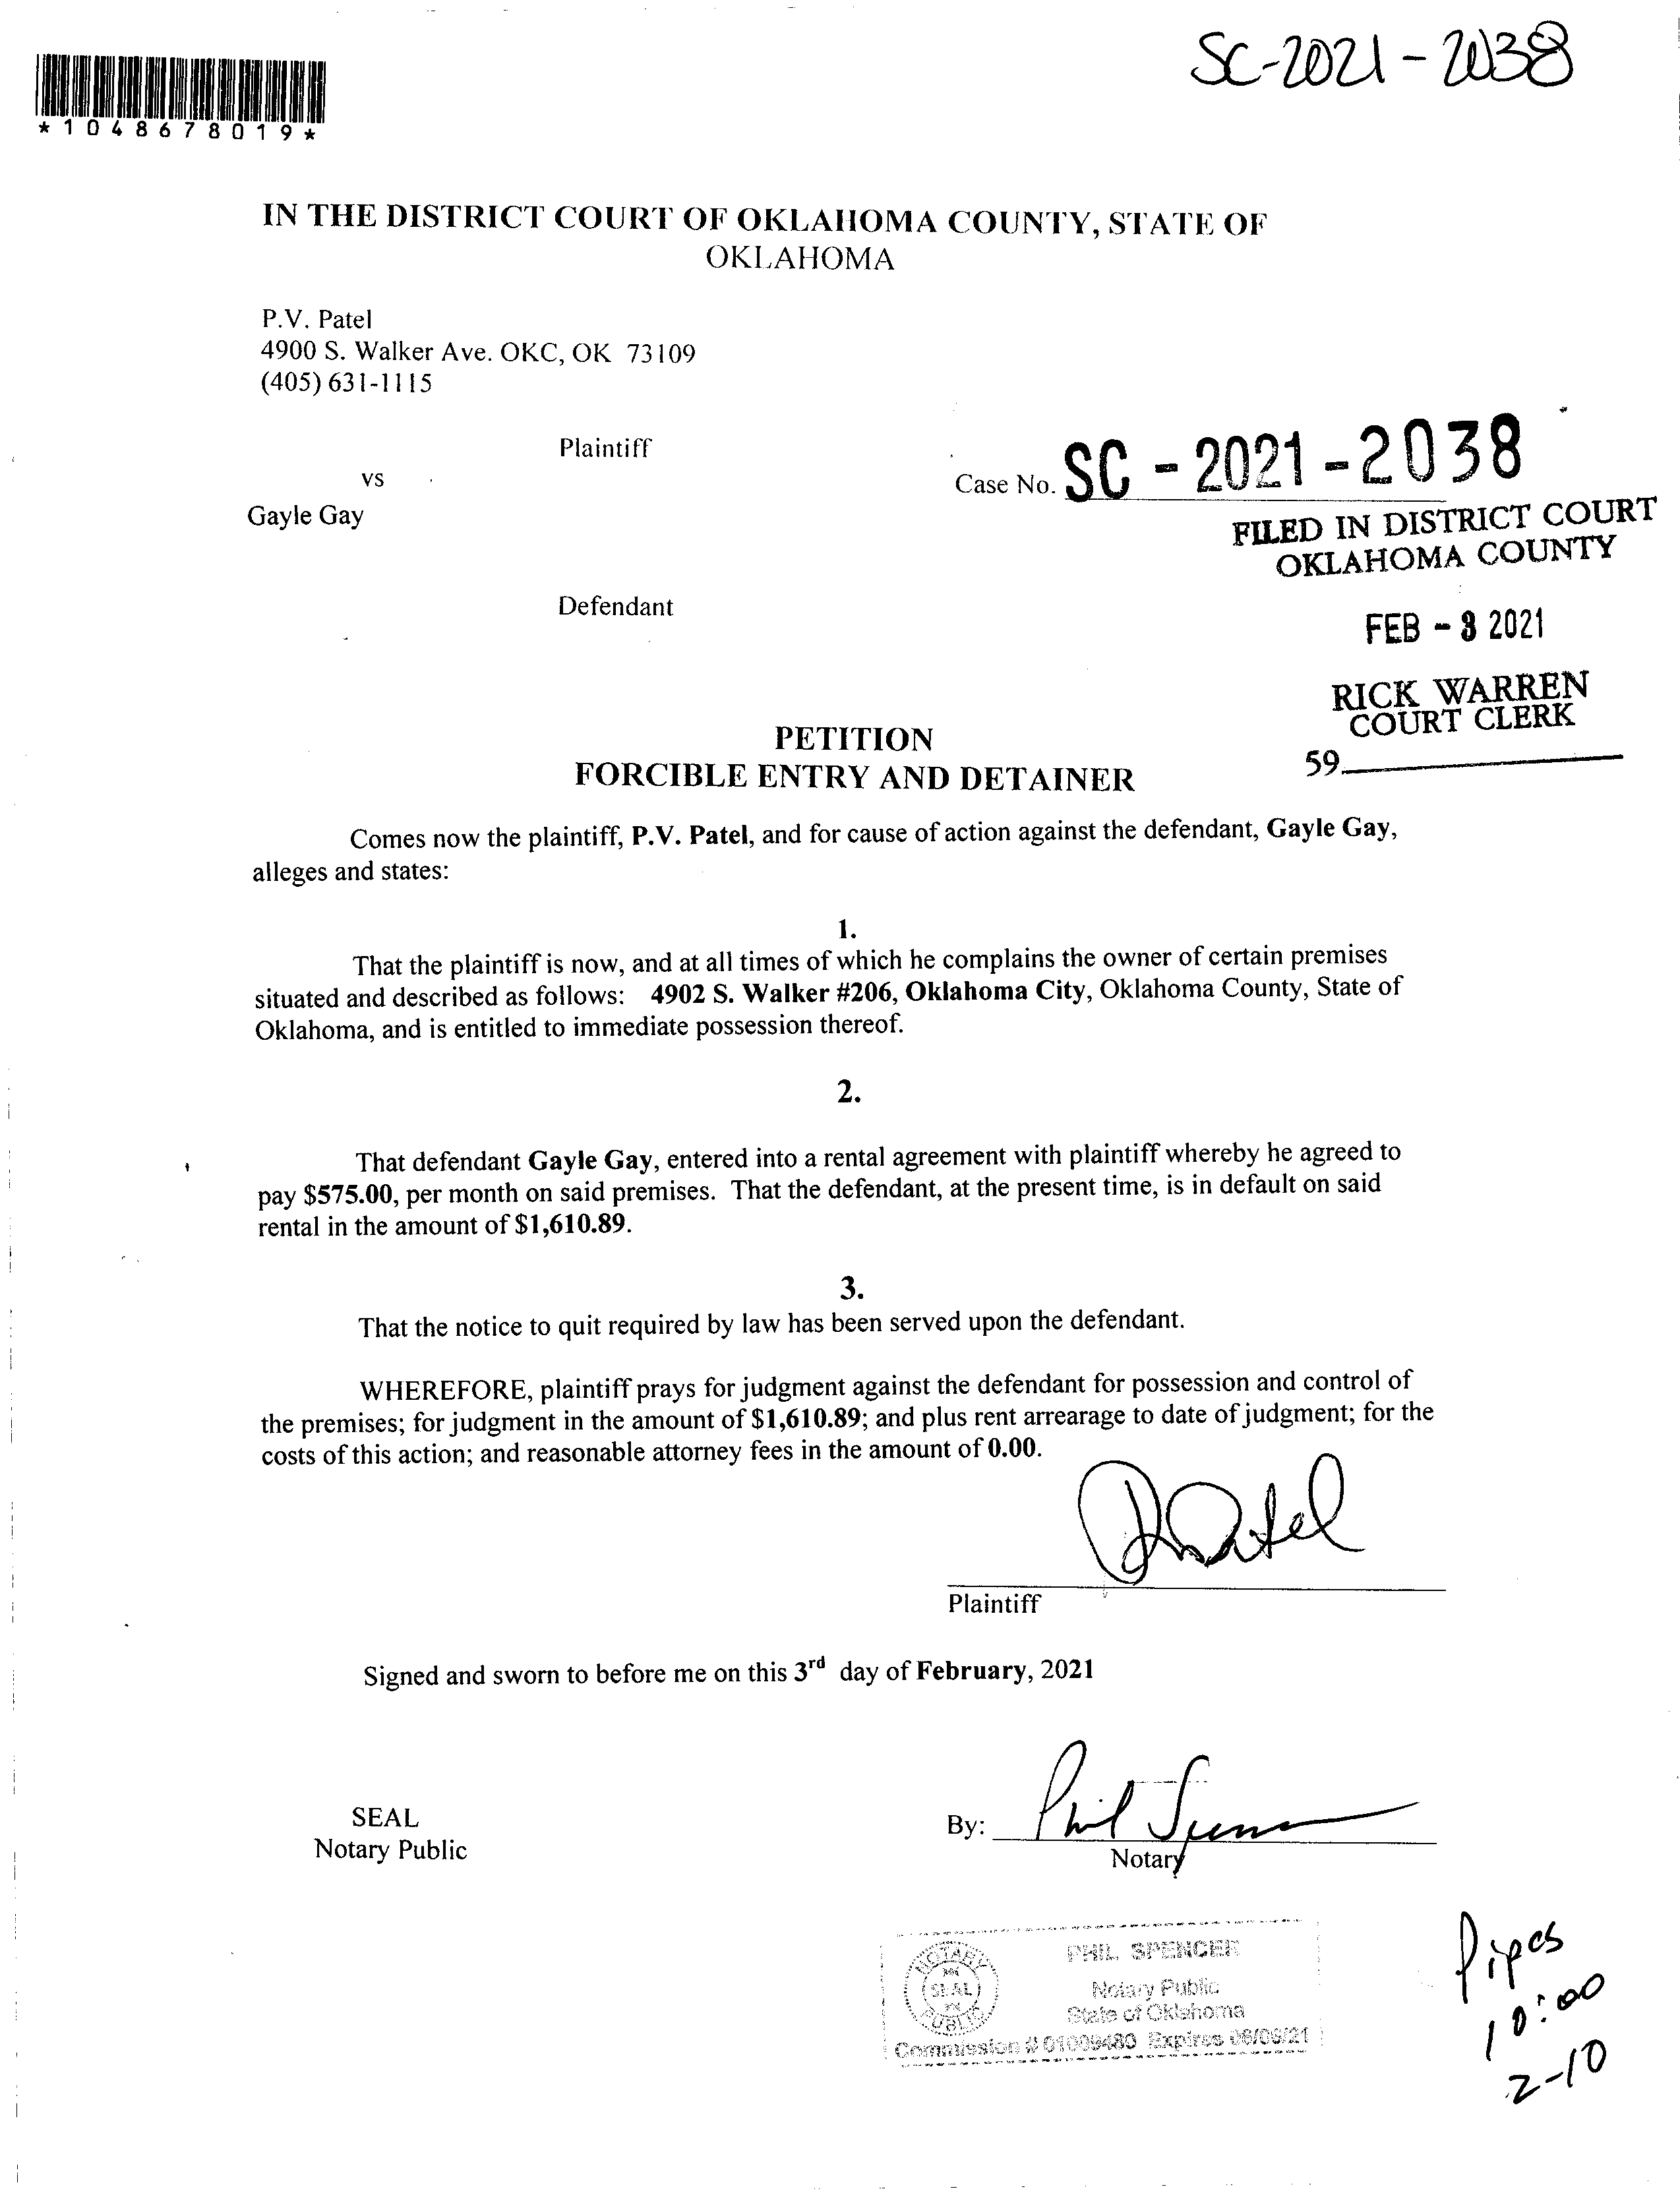 SC-2021-2038
*1048678019*
IN THE DISTRICT COURT OF OKLAHOMA COUNTY, STATE OF
OKLAHOMA
P.V. Patel
4900 S. Walker Ave. OKC, OK 73109
(405) 631-1115
Plaintiff
vs
Gayle Gay
Case No. SC - 2021 - 2038
FILED IN DISTRICT COURT
OKLAHOMA COUNTY
Defendant
FEB - 3 2021
RICK WARREN
COURT CLERK
59
PETITION
FORCIBLE ENTRY AND DETAINER
Comes now the plaintiff, P.V. Patel, and for cause of action against the defendant, Gayle Gay,
alleges and states:
1.
That the plaintiff is now, and at all times of which he complains the owner of certain premises
situated and described as follows: 4902 S. Walker #206, Oklahoma City, Oklahoma County, State of
Oklahoma, and is entitled to immediate possession thereof.
2.
That defendant Gayle Gay, entered into a rental agreement with plaintiff whereby he agreed to
pay $575.00, per month on said premises. That the defendant, at the present time, is in default on said
rental in the amount of $1,610.89.
3.
That the notice to quit required by law has been served upon the defendant.
WHEREFORE, plaintiff prays for judgment against the defendant for possession and control of
the premises; for judgment in the amount of $1,610.89; and plus rent arrearage to date of judgment; for the
costs of this action; and reasonable attorney fees in the amount of 0.00.
Patel
Plaintiff
Signed and sworn to before me on this 3rd day of February, 2021
SEAL
Notary Public
By: Phil Spencer
Notary
NOTARY
SEAL
PUBLIC
PHIL SPENCER
Notary Public
State of Oklahoma
Commission # 01009480 Expires 06/06/21
Pipes
10:00
2-10